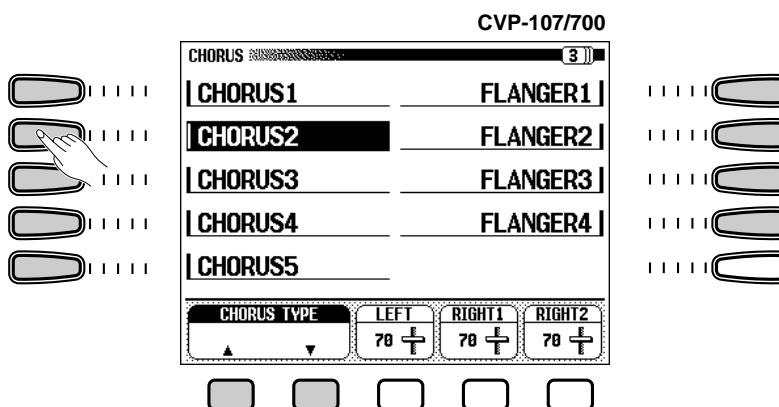 CVP-107/700
CHORUS 3
CHORUS1 FLANGER1
CHORUS2 FLANGER2
CHORUS3 FLANGER3
CHORUS4 FLANGER4
CHORUS5
CHORUS TYPE LEFT RIGHT1 RIGHT2
▲ ▼ 70 70 70